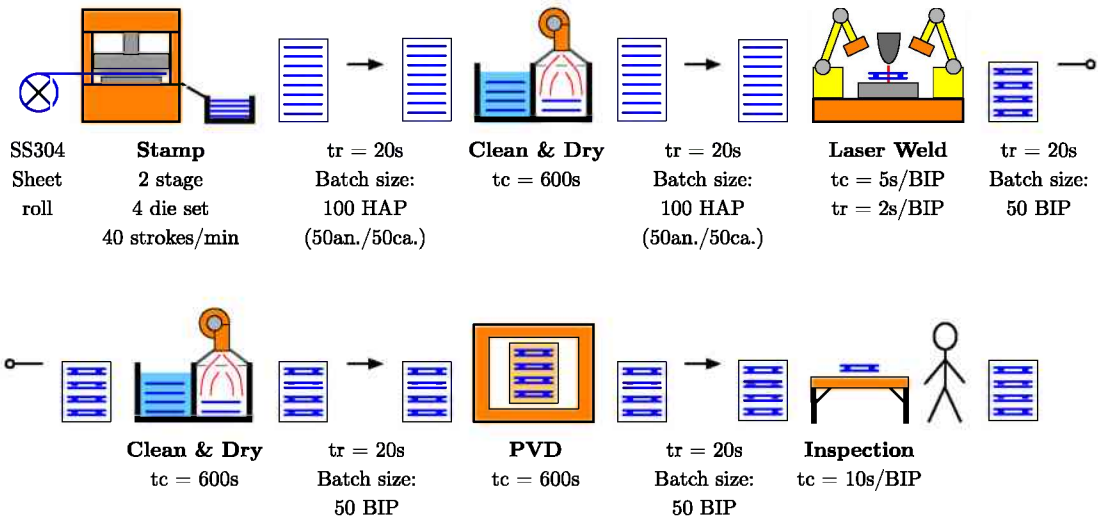 SS304
Sheet
roll
Stamp
2 stage
4 die set
40 strokes/min
tr = 20s
Batch size:
100 HAP
(50an./50ca.)
Clean & Dry
tc = 600s
tr = 20s
Batch size:
100 HAP
(50an./50ca.)
Laser Weld
tc = 5s/BIP
tr = 2s/BIP
tr = 20s
Batch size:
50 BIP
Clean & Dry
tc = 600s
tr = 20s
Batch size:
50 BIP
PVD
tc = 600s
tr = 20s
Batch size:
50 BIP
Inspection
tc = 10s/BIP